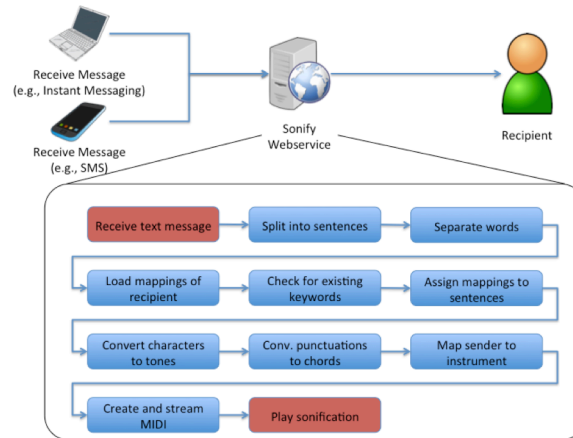 Receive Message
(e.g., Instant Messaging)
Receive Message
(e.g., SMS)
Sonify
Webservice
Recipient
Receive text message
Split into sentences
Separate words
Load mappings of
recipient
Check for existing
keywords
Assign mappings to
sentences
Convert characters
to tones
Conv. punctuations
to chords
Map sender to
instrument
Create and stream
MIDI
Play sonification